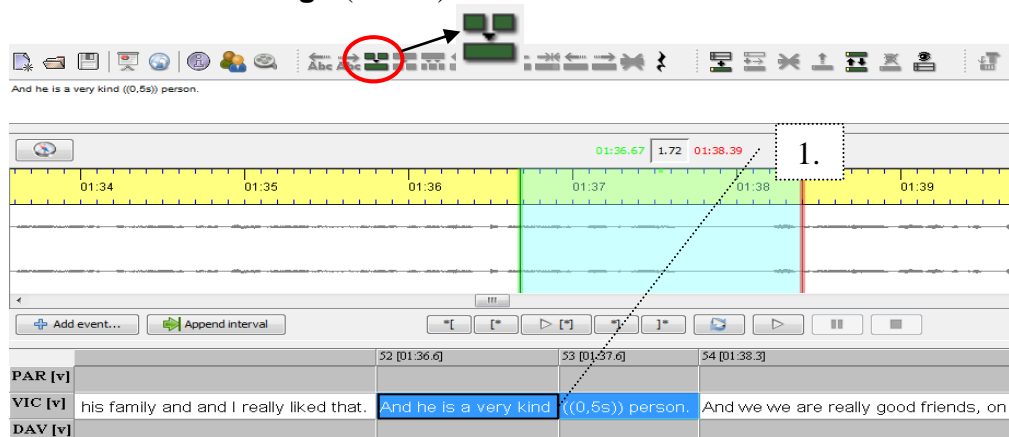 Abc Abc
And he is a very kind ((0,5s)) person.
01:36.67 1.72 01:38.39
1.
01:34 01:35 01:36 01:37 01:38 01:39
Add event... Append interval "[ [" [*] "] ]"
52 [01:36.6] 53 [01:37.6] 54 [01:38.3]
PAR [v]
VIC [v] his family and and I really liked that. And he is a very kind ((0,5s)) person. And we we are really good friends, on
DAV [v]